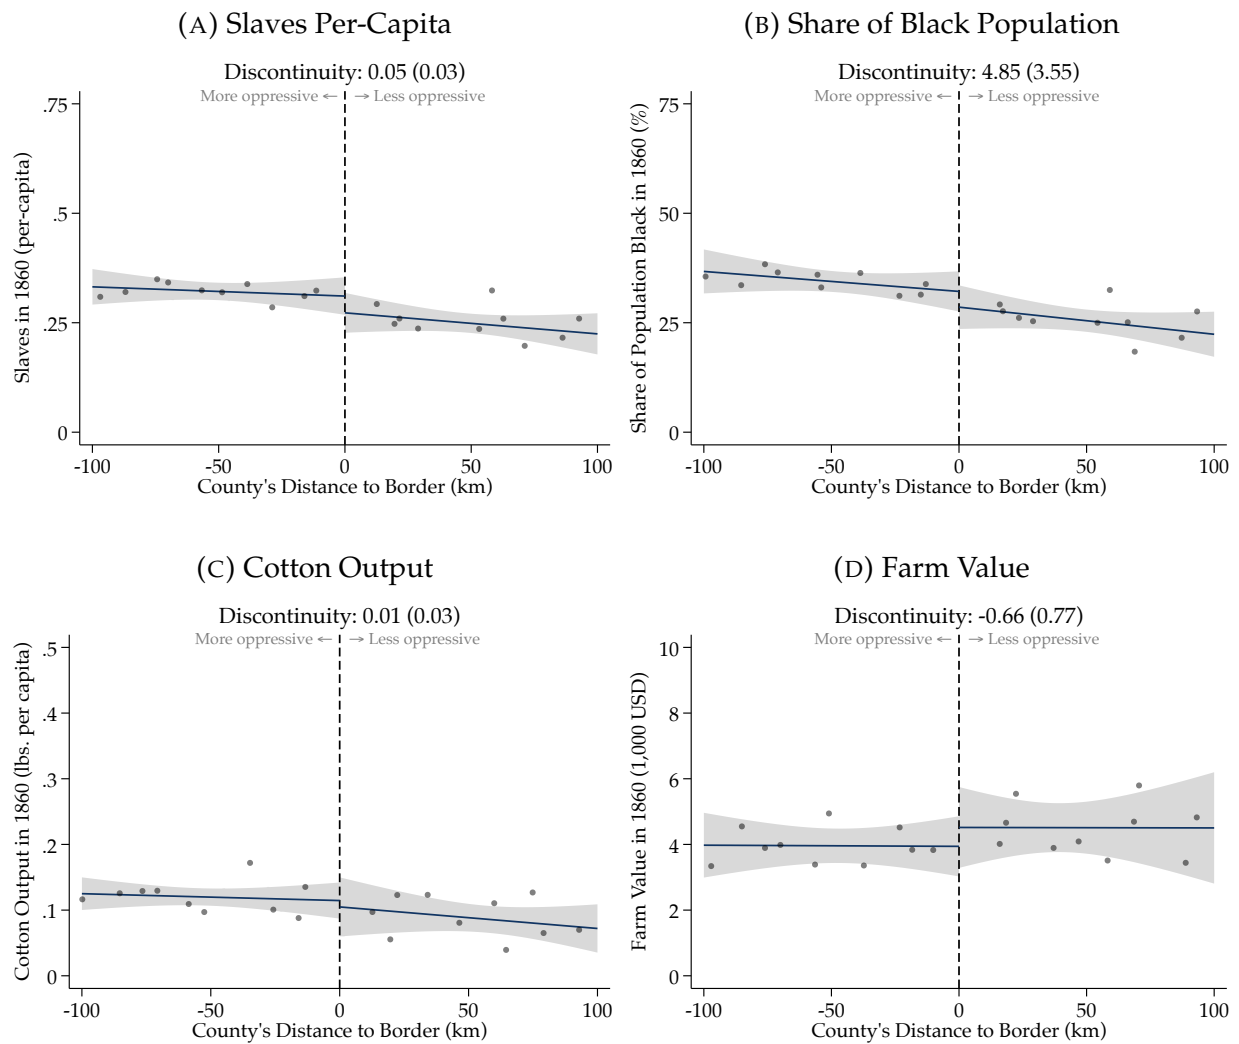 (A) Slaves Per-Capita
Discontinuity: 0.05 (0.03)
More oppressive ← → Less oppressive
Slaves in 1860 (per-capita)
.75
.5
.25
0
-100 -50 0 50 100
County's Distance to Border (km)
(B) Share of Black Population
Discontinuity: 4.85 (3.55)
More oppressive ← → Less oppressive
Share of Population Black in 1860 (%)
75
50
25
0
-100 -50 0 50 100
County's Distance to Border (km)
(C) Cotton Output
Discontinuity: 0.01 (0.03)
More oppressive ← → Less oppressive
Cotton Output in 1860 (lbs. per capita)
.5
.4
.3
.2
.1
0
-100 -50 0 50 100
County's Distance to Border (km)
(D) Farm Value
Discontinuity: -0.66 (0.77)
More oppressive ← → Less oppressive
Farm Value in 1860 (1,000 USD)
10
8
6
4
2
0
-100 -50 0 50 100
County's Distance to Border (km)